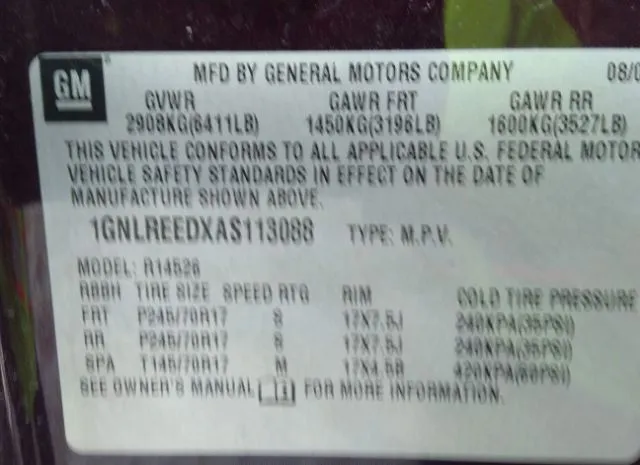 GM MFD BY GENERAL MOTORS COMPANY 08/0
GVWR GAWR FRT GAWR RR
2908KG(6411LB) 1450KG(3196LB) 1600KG(3527LB)
THIS VEHICLE CONFORMS TO ALL APPLICABLE U.S. FEDERAL MOTOR
VEHICLE SAFETY STANDARDS IN EFFECT ON THE DATE OF
MANUFACTURE SHOWN ABOVE.
1GNLREEDXAS113088 TYPE: M.P.V.
MODEL: R14526
TIRE SIZE SPEED RTG RIM COLD TIRE PRESSURE
FRT P245/70R17 S 17X7.5J 240KPA(35PSI)
RR P245/70R17 S 17X7.5J 240KPA(35PSI)
SPA T145/70R17 M 17X4.5B 420KPA(60PSI)
SEE OWNER'S MANUAL FOR MORE INFORMATION.